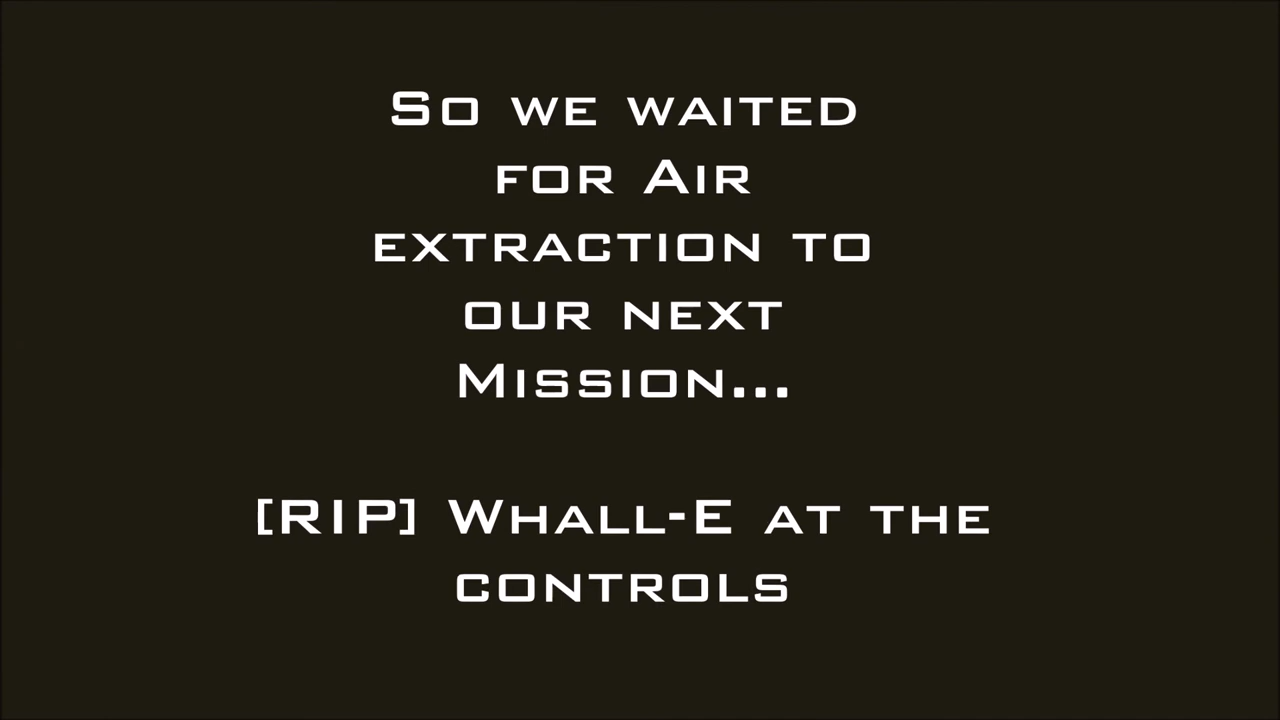 So we waited
for Air
extraction to
our next
Mission...
[RIP] Whall-E at the
controls